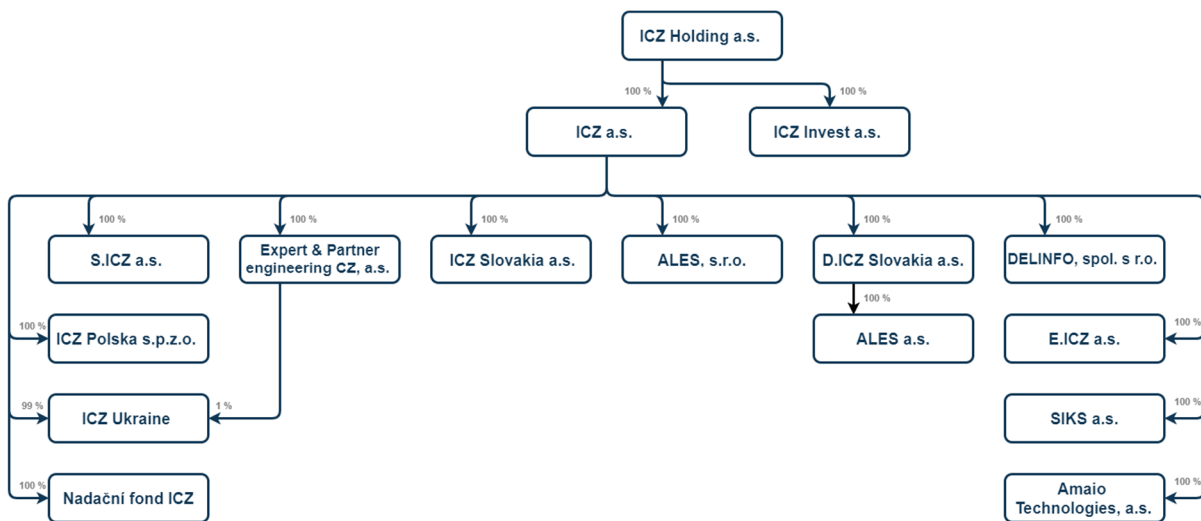 ICZ Holding a.s.
100 %
100 %
ICZ a.s.
ICZ Invest a.s.
100 %
100 %
100 %
100 %
100 %
100 %
S.ICZ a.s.
Expert & Partner
engineering CZ, a.s.
ICZ Slovakia a.s.
ALES, s.r.o.
D.ICZ Slovakia a.s.
DELINFO, spol. s r.o.
100 %
100 %
100 %
ICZ Polska s.p.z.o.
ALES a.s.
E.ICZ a.s.
99 %
1 %
100 %
ICZ Ukraine
SIKS a.s.
100 %
100 %
Nadační fond ICZ
Amaio
Technologies, a.s.